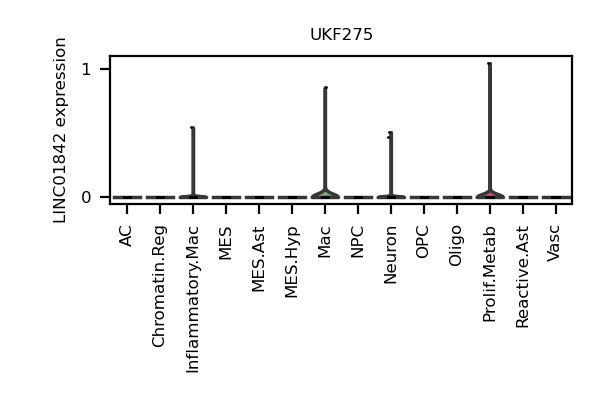 UKF275
LINC01842 expression
1
0
AC
Chromatin.Reg
Inflammatory.Mac
MES
MES.Ast
MES.Hyp
Mac
NPC
Neuron
OPC
Oligo
Prolif.Metab
Reactive.Ast
Vasc